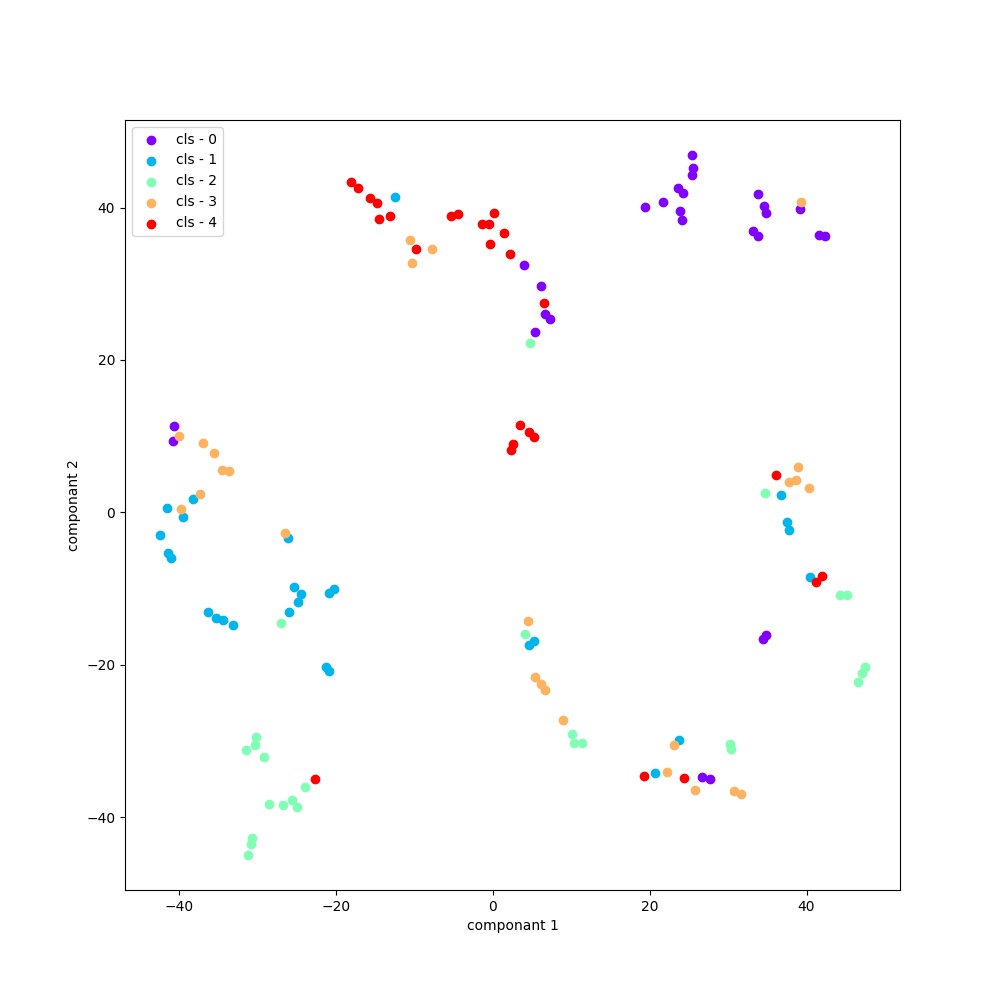 cls - 0
cls - 1
cls - 2
cls - 3
cls - 4
40
20
0
−20
−40
componant 2
−40
−20
0
20
40
componant 1